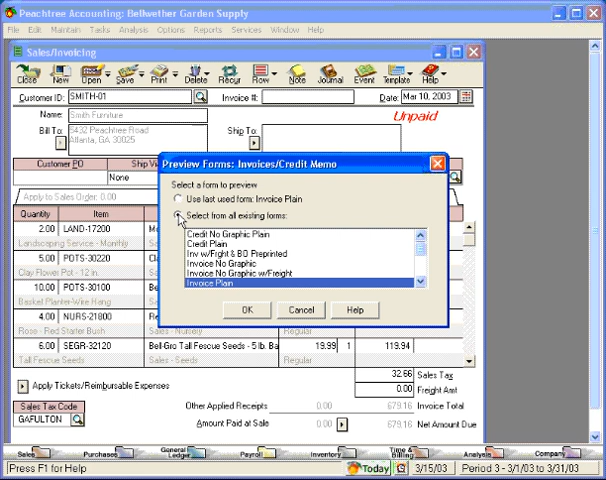 Peachtree Accounting: Bellwether Garden Supply
File Edit Maintain Tasks Analysis Options Reports Services Window Help
Sales/Invoicing
Close New Open Save Print Delete Recur Row Note Journal Event Template Help
Customer ID: SMITH-01 Invoice #: Date: Mar 10, 2003
Name: Smith Furniture Unpaid
Bill To: 5432 Peachtree Road Ship To:
Atlanta, GA 30025
Customer PO Ship Vi
None
Preview Forms: Invoices/Credit Memo
Select a form to preview
Use last used form: Invoice Plain
Select from all existing forms:
Credit No Graphic Plain
Credit Plain
Inv w/Frght & BO Preprinted
Invoice No Graphic
Invoice No Graphic w/Freight
Invoice Plain
OK Cancel Help
Apply to Sales Order: 0.00
Quantity Item
2.00 LAND-17200 Mo
Landscaping Service - Monthly S
5.00 POTS-30220 Cl
Clay Flower Pot - 12 in. S
10.00 POTS-30100 Ba
Basket Planter-Wire Hang S
4.00 NURS-21800 R
Rose - Red Starter Bush Sales - Nursery Regular
6.00 SEGR-32120 Bell-Gro Tall Fescue Seeds - 5 lb. Ba 19.99 1 119.94
Tall Fescue Seeds Sales - Seeds Regular
32.66 Sales Tax
Apply Tickets/Reimbursable Expenses 0.00 Freight Amt
Sales Tax Code Other Applied Receipts 0.00 679.16 Invoice Total
GAFULTON Amount Paid at Sale 0.00 679.16 Net Amount Due
Sales Purchases General Ledger Payroll Inventory Time & Billing Analysis Company
Press F1 for Help Today 3/15/03 Period 3 - 3/1/03 to 3/31/03